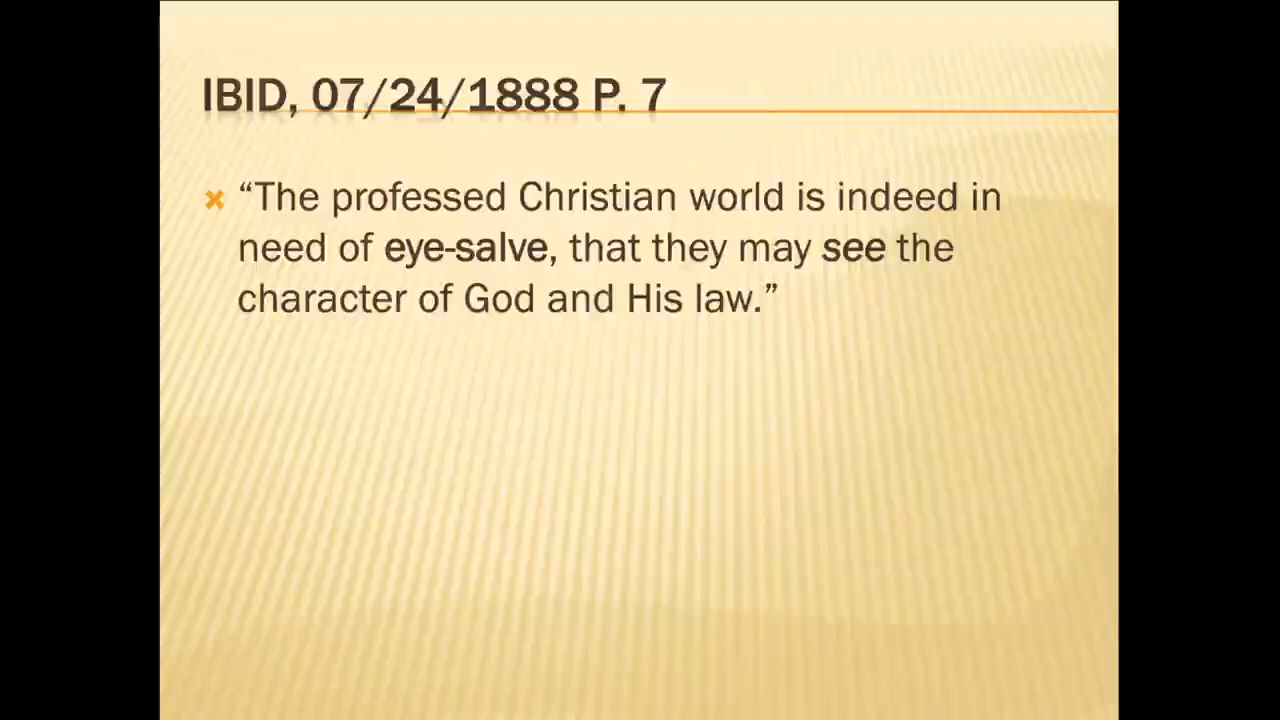 IBID, 07/24/1888 P. 7
“The professed Christian world is indeed in
need of eye-salve, that they may see the
character of God and His law.”